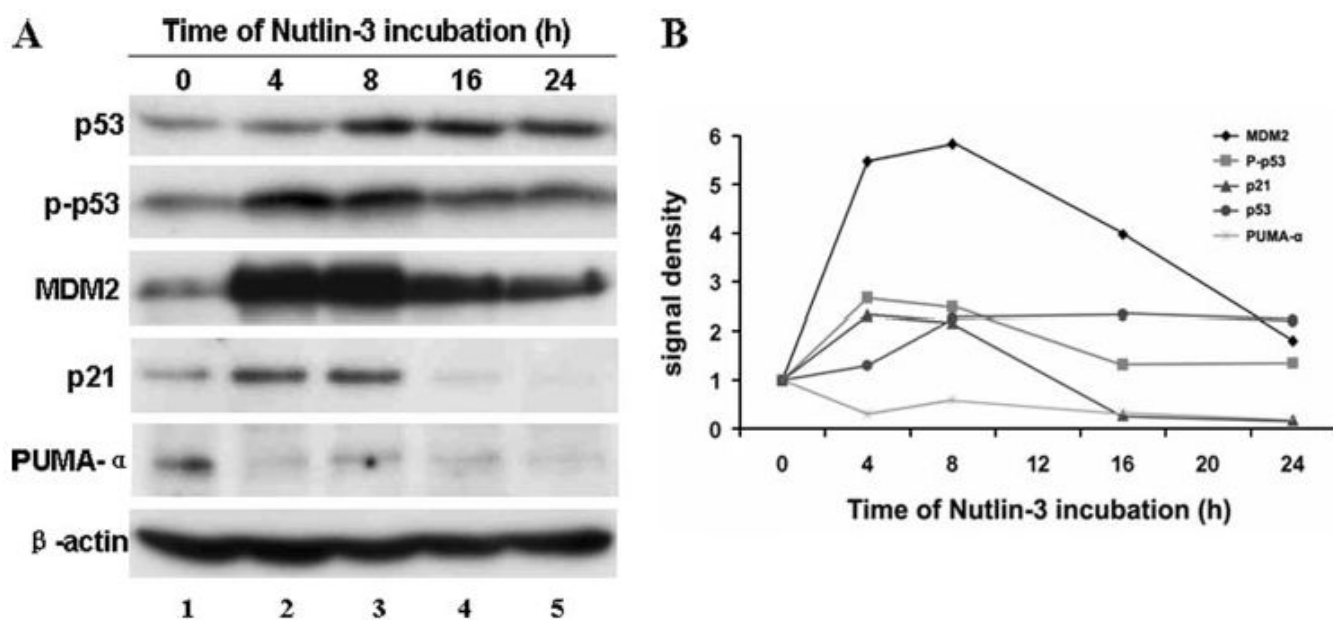 A
Time of Nutlin-3 incubation (h)
0 4 8 16 24
p53
p-p53
MDM2
p21
PUMA- α
β -actin
1 2 3 4 5
B
6
5
4
3
2
1
0
signal density
MDM2
P-p53
p21
p53
PUMA-α
0 4 8 12 16 20 24
Time of Nutlin-3 incubation (h)